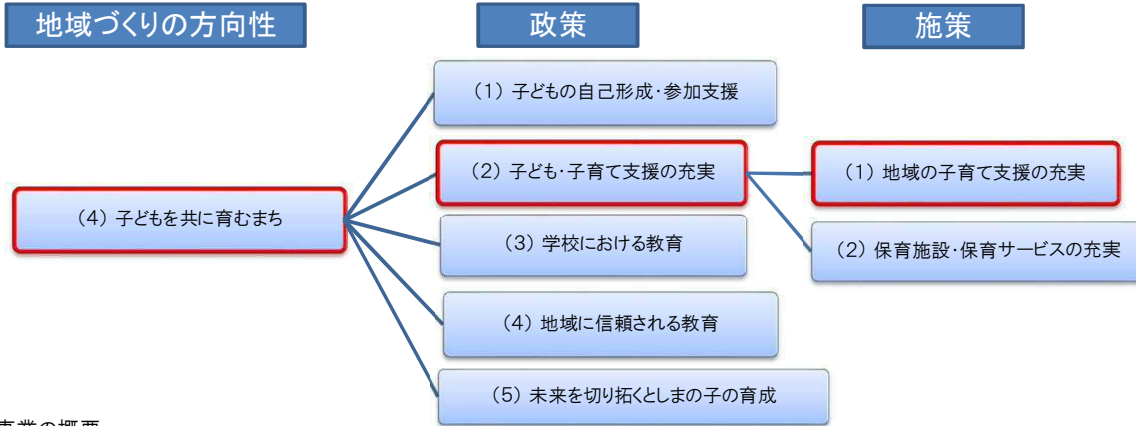 地域づくりの方向性
政策
施策
(1) 子どもの自己形成・参加支援
(2) 子ども・子育て支援の充実
(1) 地域の子育て支援の充実
(4) 子どもを共に育むまち
(3) 学校における教育
(2) 保育施設・保育サービスの充実
(4) 地域に信頼される教育
(5) 未来を切り拓くとしまの子の育成
事業の概要